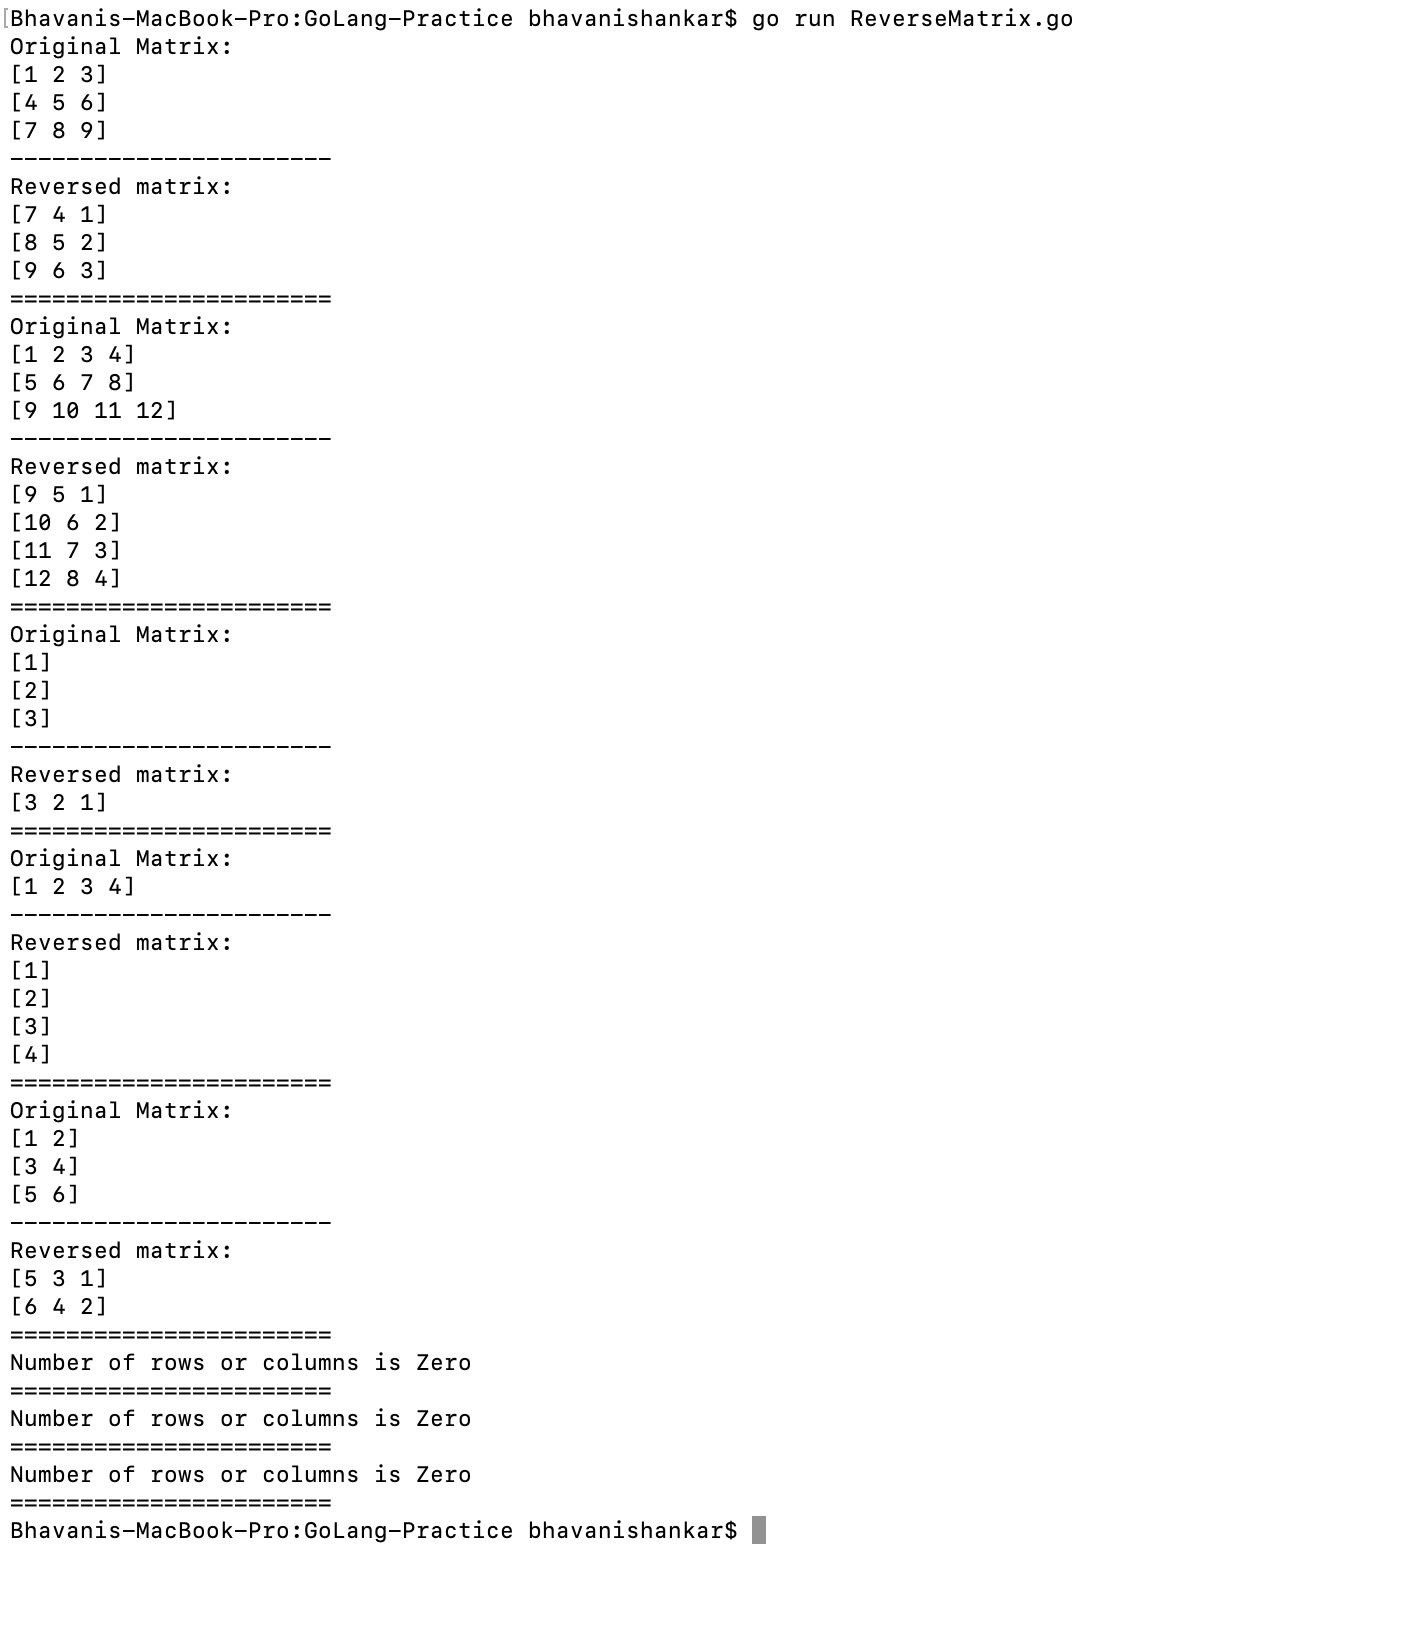 [Bhavanis-MacBook-Pro:GoLang-Practice bhavanishankar$ go run ReverseMatrix.go
Original Matrix:
[1 2 3]
[4 5 6]
[7 8 9]
-----------------------
Reversed matrix:
[7 4 1]
[8 5 2]
[9 6 3]
=======================
Original Matrix:
[1 2 3 4]
[5 6 7 8]
[9 10 11 12]
-----------------------
Reversed matrix:
[9 5 1]
[10 6 2]
[11 7 3]
[12 8 4]
=======================
Original Matrix:
[1]
[2]
[3]
-----------------------
Reversed matrix:
[3 2 1]
=======================
Original Matrix:
[1 2 3 4]
-----------------------
Reversed matrix:
[1]
[2]
[3]
[4]
=======================
Original Matrix:
[1 2]
[3 4]
[5 6]
-----------------------
Reversed matrix:
[5 3 1]
[6 4 2]
=======================
Number of rows or columns is Zero
=======================
Number of rows or columns is Zero
=======================
Number of rows or columns is Zero
=======================
Bhavanis-MacBook-Pro:GoLang-Practice bhavanishankar$